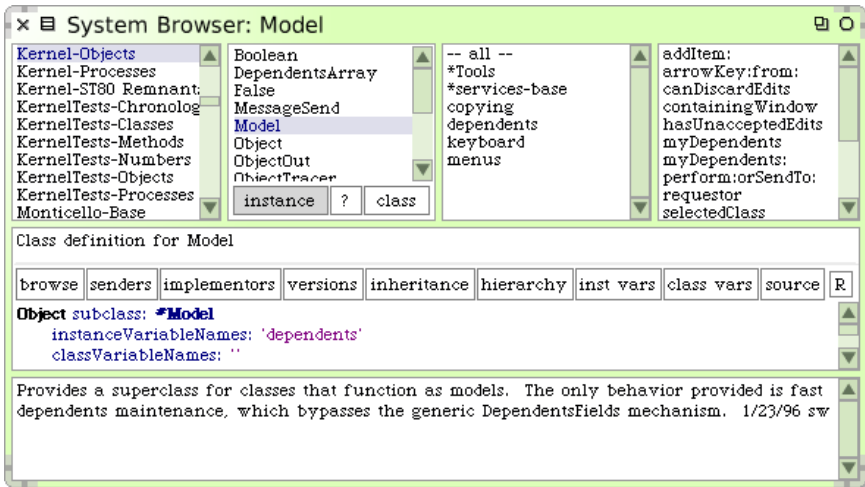 System Browser: Model
Kernel-Objects
Kernel-Processes
Kernel-ST80 Remnant
KernelTests-Chronolog
KernelTests-Classes
KernelTests-Methods
KernelTests-Numbers
KernelTests-Objects
KernelTests-Processes
Monticello-Base
Boolean
DependentsArray
False
MessageSend
Model
Object
ObjectOut
ObjectTracer
instance ? class
-- all --
*Tools
*services-base
copying
dependents
keyboard
menus
addItem:
arrowKey:from:
canDiscardEdits
containingWindow
hasUnacceptedEdits
myDependents
myDependents:
perform:orSendTo:
requestor
selectedClass
Class definition for Model
browse senders implementors versions inheritance hierarchy inst vars class vars source R
Object subclass: #Model
instanceVariableNames: 'dependents'
classVariableNames: ''
Provides a superclass for classes that function as models.  The only behavior provided is fast
dependents maintenance, which bypasses the generic DependentsFields mechanism.  1/23/96 sw